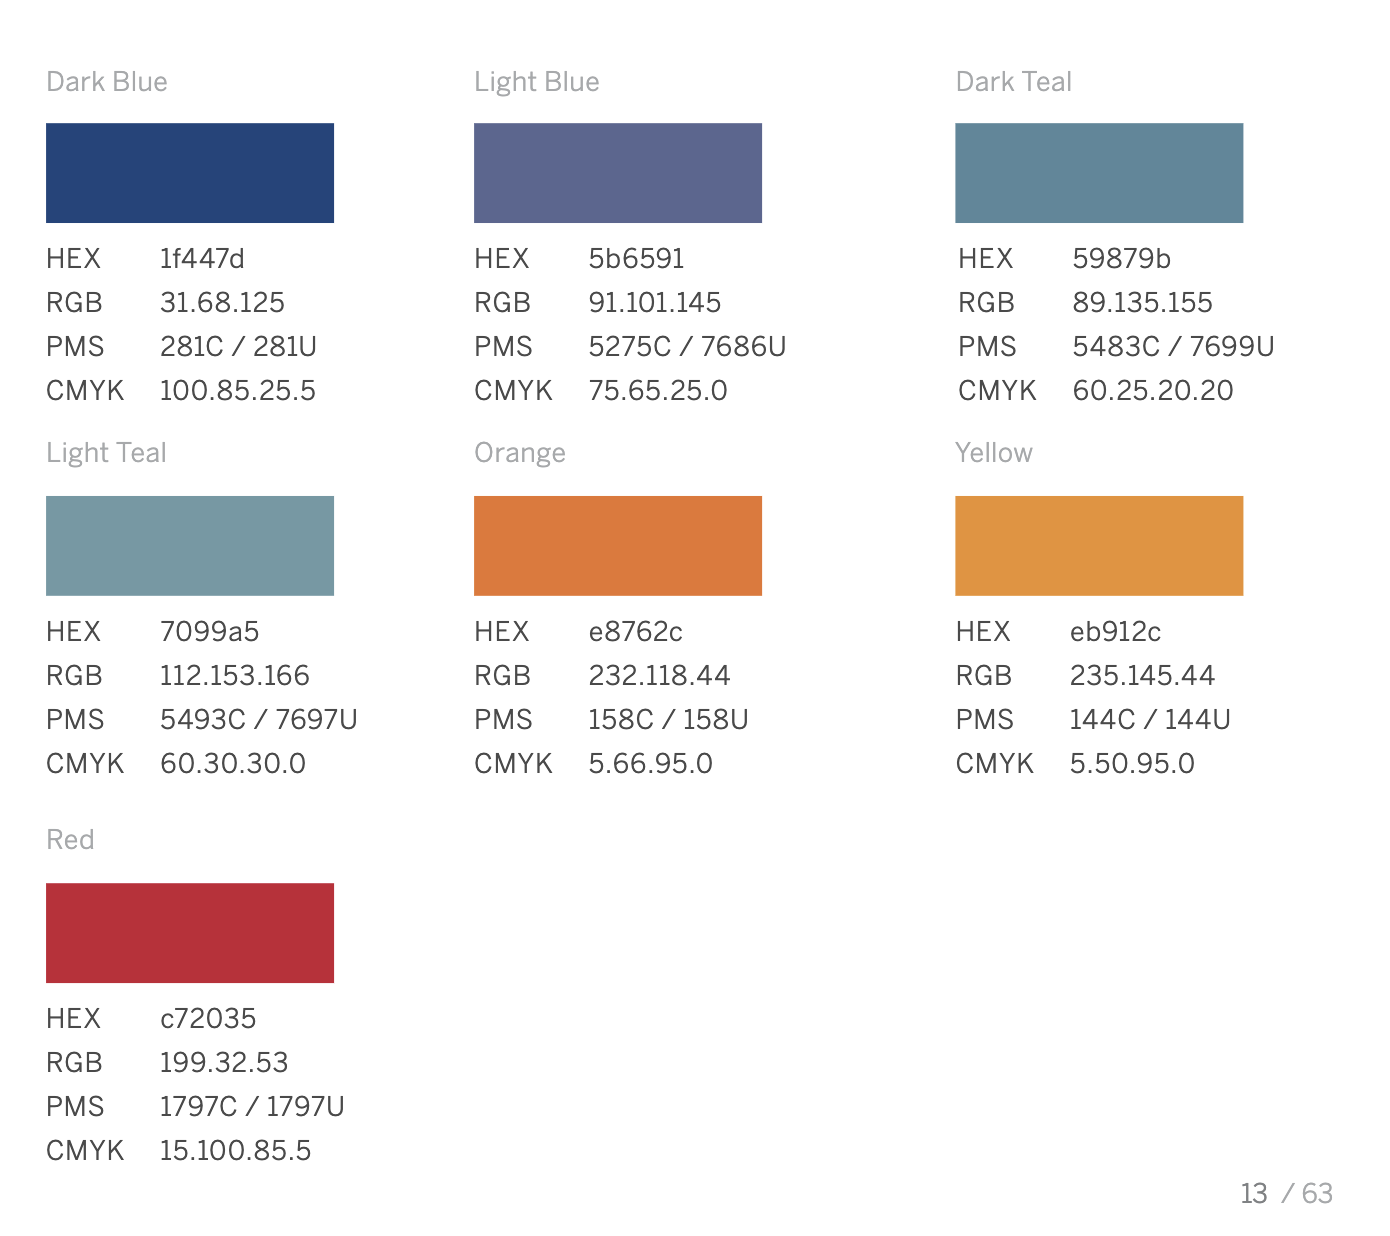 Dark Blue
HEX 1f447d
RGB 31.68.125
PMS 281C / 281U
CMYK 100.85.25.5
Light Blue
HEX 5b6591
RGB 91.101.145
PMS 5275C / 7686U
CMYK 75.65.25.0
Dark Teal
HEX 59879b
RGB 89.135.155
PMS 5483C / 7699U
CMYK 60.25.20.20
Light Teal
HEX 7099a5
RGB 112.153.166
PMS 5493C / 7697U
CMYK 60.30.30.0
Orange
HEX e8762c
RGB 232.118.44
PMS 158C / 158U
CMYK 5.66.95.0
Yellow
HEX eb912c
RGB 235.145.44
PMS 144C / 144U
CMYK 5.50.95.0
Red
HEX c72035
RGB 199.32.53
PMS 1797C / 1797U
CMYK 15.100.85.5
13 / 63